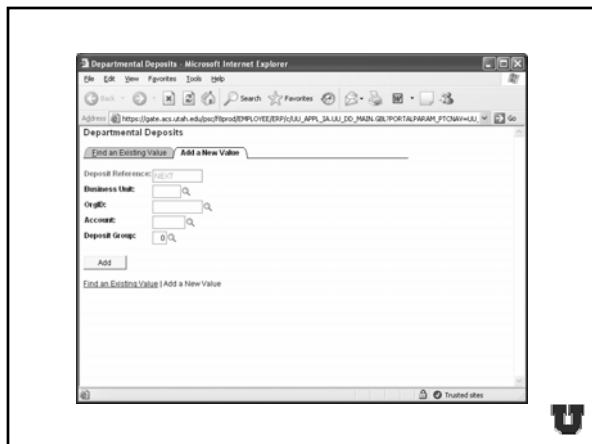 Departmental Deposits - Microsoft Internet Explorer
File Edit View Favorites Tools Help
Back Search Favorites
Address https://gate.acs.utah.edu/psc/f8prod/EMPLOYEE/ERP/c/UU_APPL_IA.UU_DD_MAIN.GBL?PORTALPARAM_PTCNAV=UU_ Go
Departmental Deposits
Find an Existing Value Add a New Value
Deposit Reference: NEXT
Business Unit:
OrgID:
Account:
Deposit Group: 0
Add
Find an Existing Value | Add a New Value
Trusted sites
U